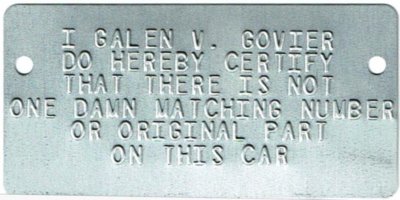 I GALEN V. GOVIER
DO HEREBY CERTIFY
THAT THERE IS NOT
ONE DAMN MATCHING NUMBER
OR ORIGINAL PART
ON THIS CAR